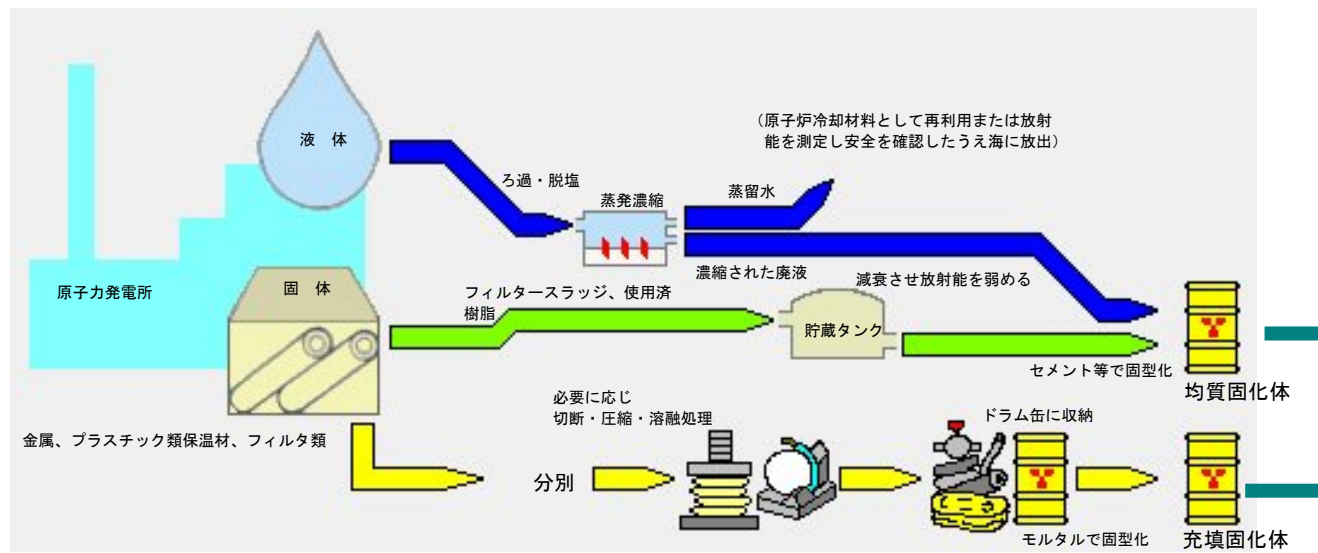 液 体
（原子炉冷却材料として再利用または放射
能を測定し安全を確認したうえ海に放出）
ろ過・脱塩
蒸発濃縮
蒸留水
原子力発電所
固 体
濃縮された廃液
減衰させ放射能を弱める
フィルタースラッジ、使用済
樹脂
貯蔵タンク
セメント等で固型化
均質固化体
金属、プラスチック類保温材、フィルタ類
必要に応じ
切断・圧縮・溶融処理
ドラム缶に収納
分別
モルタルで固型化
充填固化体